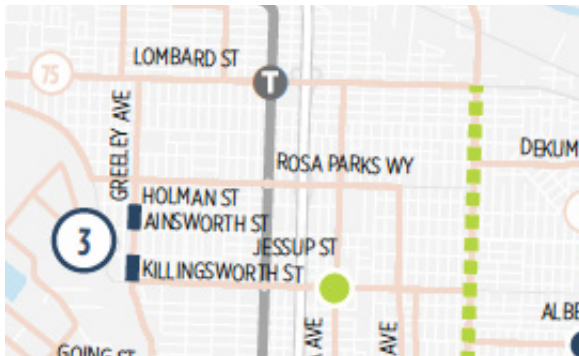 LOMBARD ST
75
T
GREELEY AVE
ROSA PARKS WY
DEKUM
HOLMAN ST
AINSWORTH ST
3
JESSUP ST
KILLINGSWORTH ST
ALBE
GOING ST
AVE
AVE